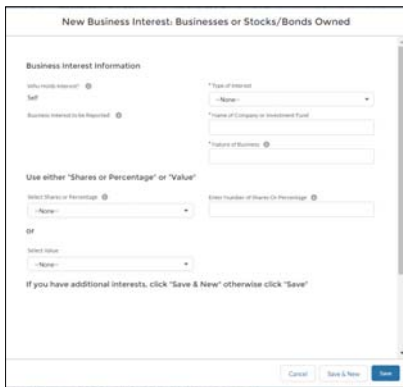 New Business Interest: Businesses or Stocks/Bonds Owned
Business Interest Information
Who Holds Interest?
* Type of Interest
Self
--None--
Business Interest to be Reported
* Name of Company or Investment Fund
* Nature of Business
Use either "Shares or Percentage" or "Value"
Select Shares or Percentage
Enter Number of Shares Or Percentage
--None--
or
Select Value
--None--
If you have additional interests, click "Save & New" otherwise click "Save"
Cancel
Save & New
Save